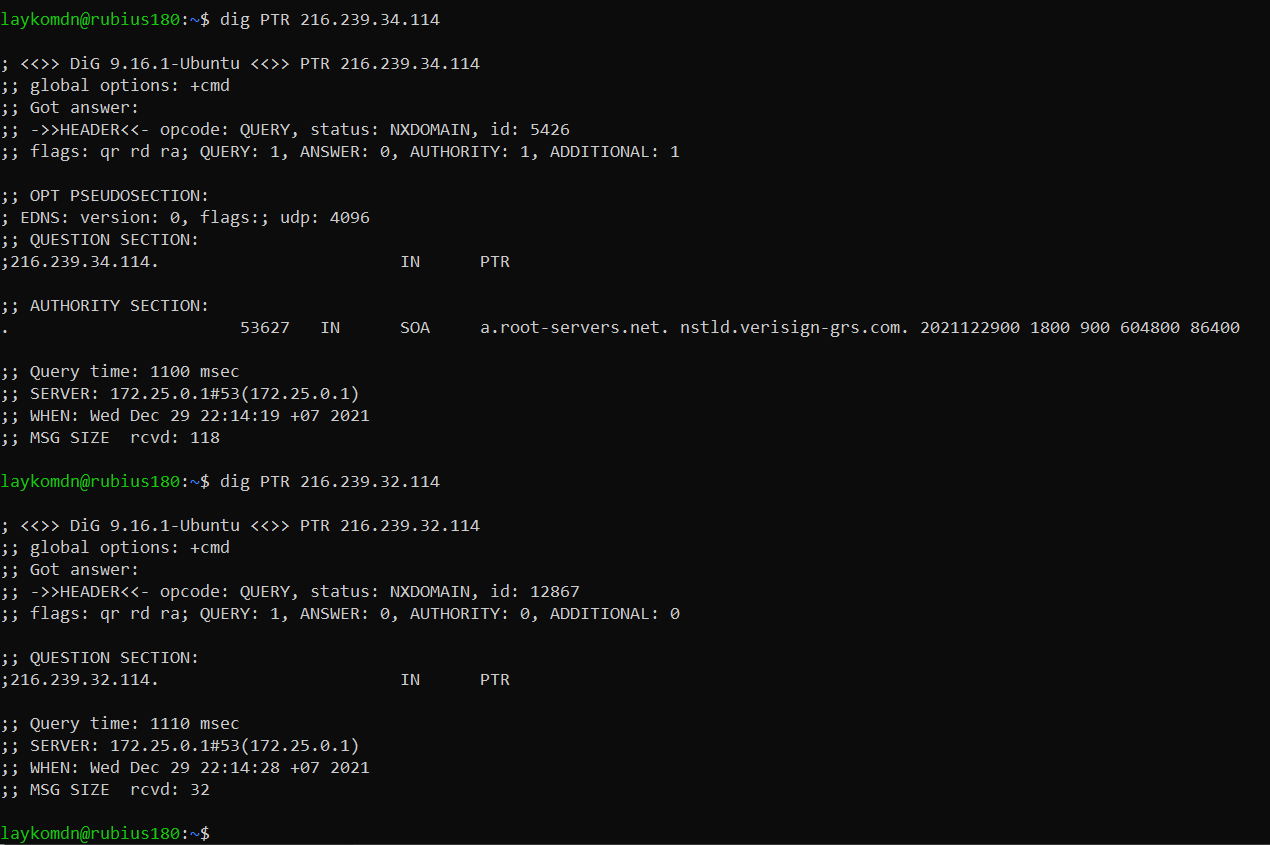 laykomdn@rubius180:~$ dig PTR 216.239.34.114

; <<>> DiG 9.16.1-Ubuntu <<>> PTR 216.239.34.114
;; global options: +cmd
;; Got answer:
;; ->>HEADER<<- opcode: QUERY, status: NXDOMAIN, id: 5426
;; flags: qr rd ra; QUERY: 1, ANSWER: 0, AUTHORITY: 1, ADDITIONAL: 1

;; OPT PSEUDOSECTION:
; EDNS: version: 0, flags:; udp: 4096
;; QUESTION SECTION:
;216.239.34.114. IN PTR

;; AUTHORITY SECTION:
. 53627 IN SOA a.root-servers.net. nstld.verisign-grs.com. 2021122900 1800 900 604800 86400

;; Query time: 1100 msec
;; SERVER: 172.25.0.1#53(172.25.0.1)
;; WHEN: Wed Dec 29 22:14:19 +07 2021
;; MSG SIZE rcvd: 118

laykomdn@rubius180:~$ dig PTR 216.239.32.114

; <<>> DiG 9.16.1-Ubuntu <<>> PTR 216.239.32.114
;; global options: +cmd
;; Got answer:
;; ->>HEADER<<- opcode: QUERY, status: NXDOMAIN, id: 12867
;; flags: qr rd ra; QUERY: 1, ANSWER: 0, AUTHORITY: 0, ADDITIONAL: 0

;; QUESTION SECTION:
;216.239.32.114. IN PTR

;; Query time: 1110 msec
;; SERVER: 172.25.0.1#53(172.25.0.1)
;; WHEN: Wed Dec 29 22:14:28 +07 2021
;; MSG SIZE rcvd: 32

laykomdn@rubius180:~$